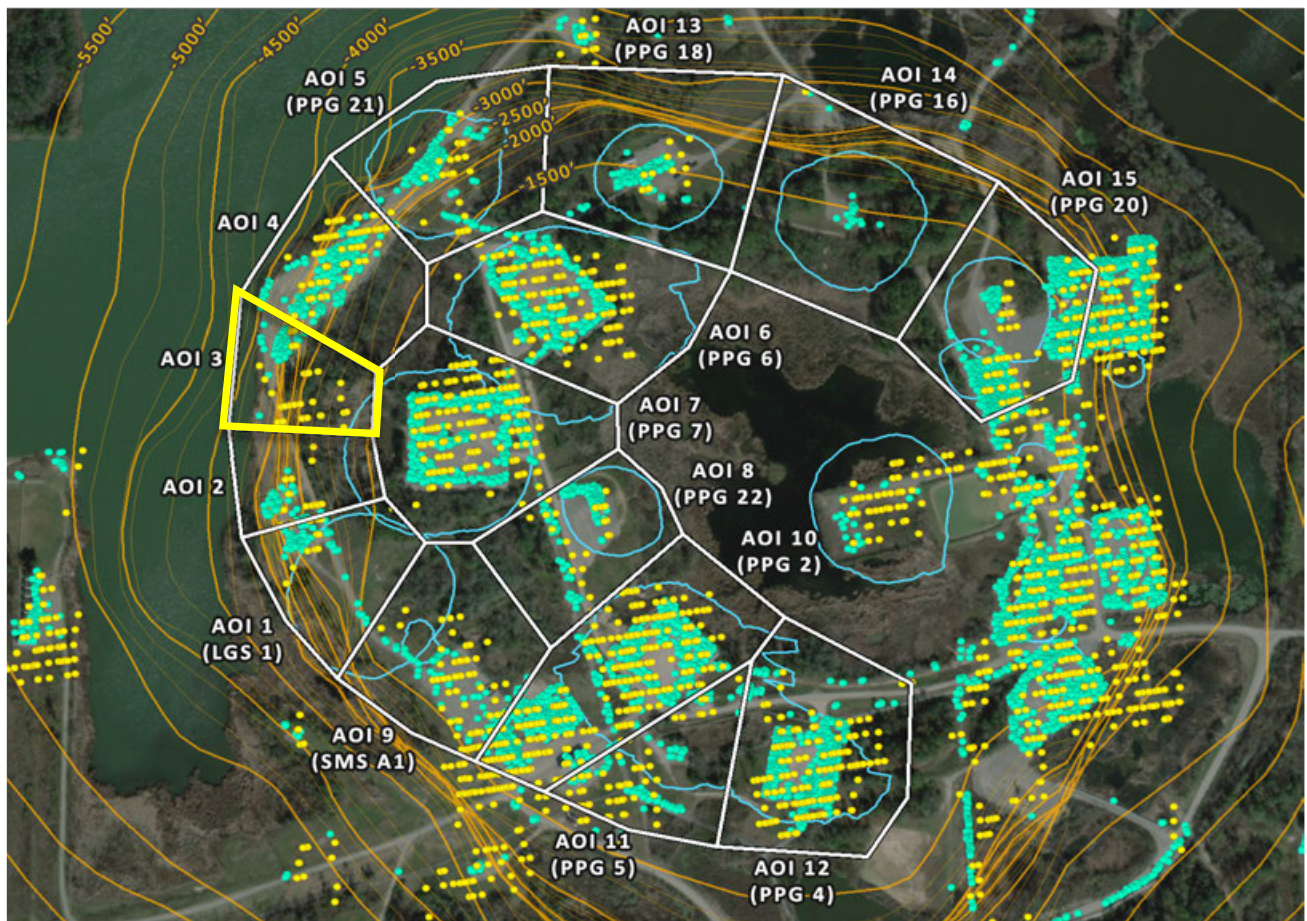 -5500'
-5000'
-4500'
-4000'
-3500'
-3000'
-2500'
-2000'
-1500'
AOI 13
(PPG 18)
AOI 5
(PPG 21)
AOI 14
(PPG 16)
AOI 15
(PPG 20)
AOI 4
AOI 3
AOI 6
(PPG 6)
AOI 7
(PPG 7)
AOI 8
(PPG 22)
AOI 2
AOI 10
(PPG 2)
AOI 1
(LGS 1)
AOI 9
(SMS A1)
AOI 11
(PPG 5)
AOI 12
(PPG 4)